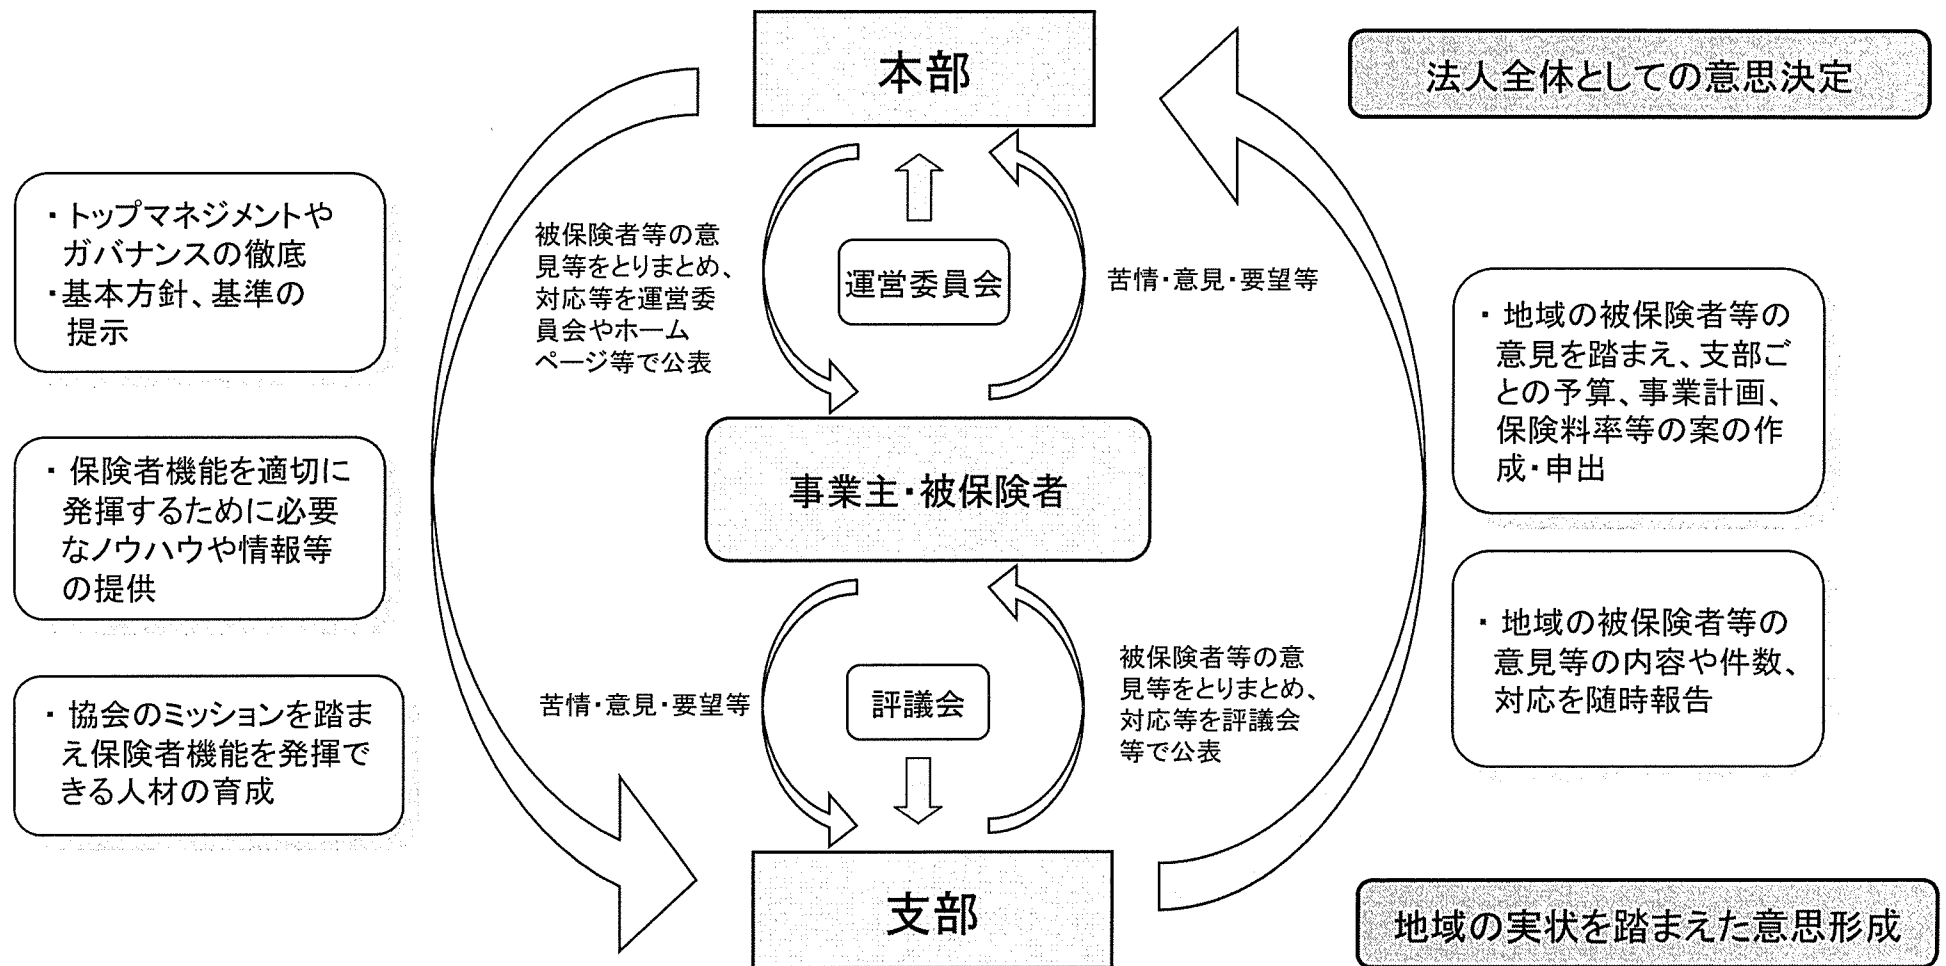 本部
法人全体としての意思決定
・トップマネジメントや
ガバナンスの徹底
・基本方針、基準の
提示
被保険者等の意
見等をとりまとめ、
対応等を運営委
員会やホーム
ページ等で公表
運営委員会
苦情・意見・要望等
・地域の被保険者等の
意見を踏まえ、支部ご
との予算、事業計画、
保険料率等の案の作
成・申出
事業主・被保険者
・保険者機能を適切に
発揮するために必要
なノウハウや情報等
の提供
・地域の被保険者等の
意見等の内容や件数、
対応を随時報告
・協会のミッションを踏ま
え保険者機能を発揮で
きる人材の育成
苦情・意見・要望等
評議会
被保険者等の意
見等をとりまとめ、
対応等を評議会
等で公表
支部
地域の実状を踏まえた意思形成